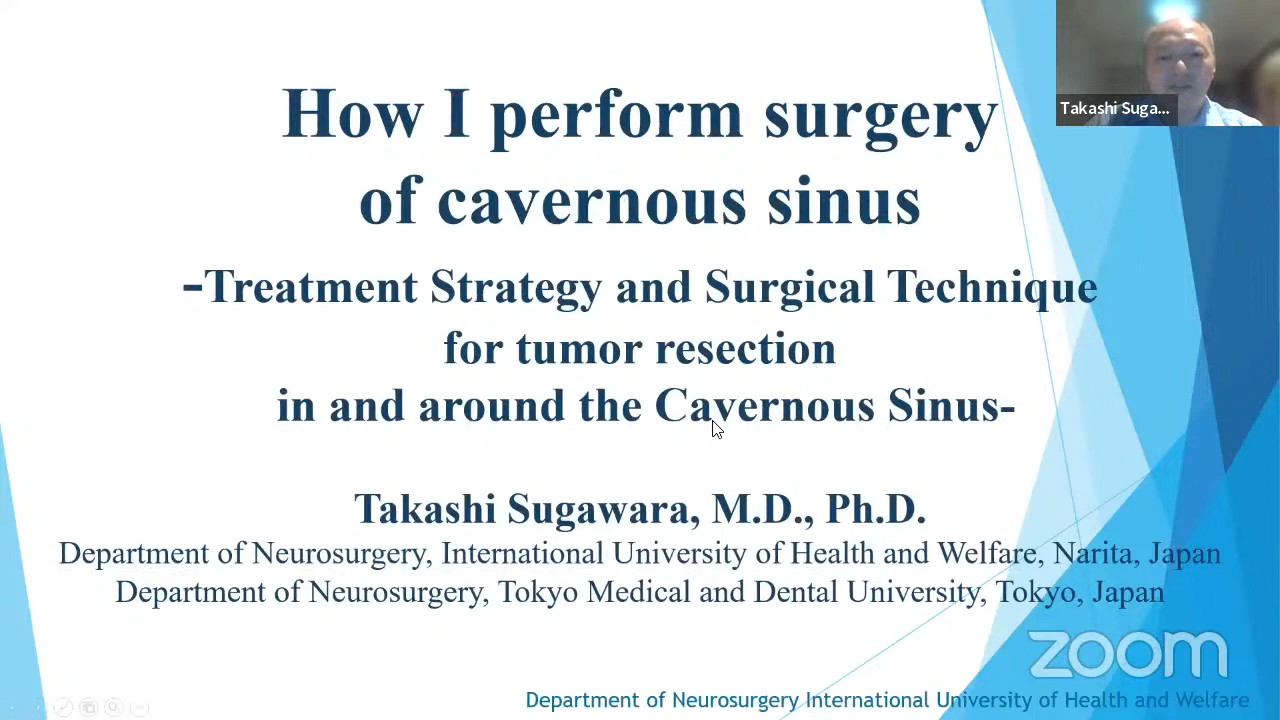 How I perform surgery
of cavernous sinus
-Treatment Strategy and Surgical Technique
for tumor resection
in and around the Cavernous Sinus-
Takashi Sugawara, M.D., Ph.D.
Department of Neurosurgery, International University of Health and Welfare, Narita, Japan
Department of Neurosurgery, Tokyo Medical and Dental University, Tokyo, Japan
Takashi Suga...
zoom
Department of Neurosurgery International University of Health and Welfare